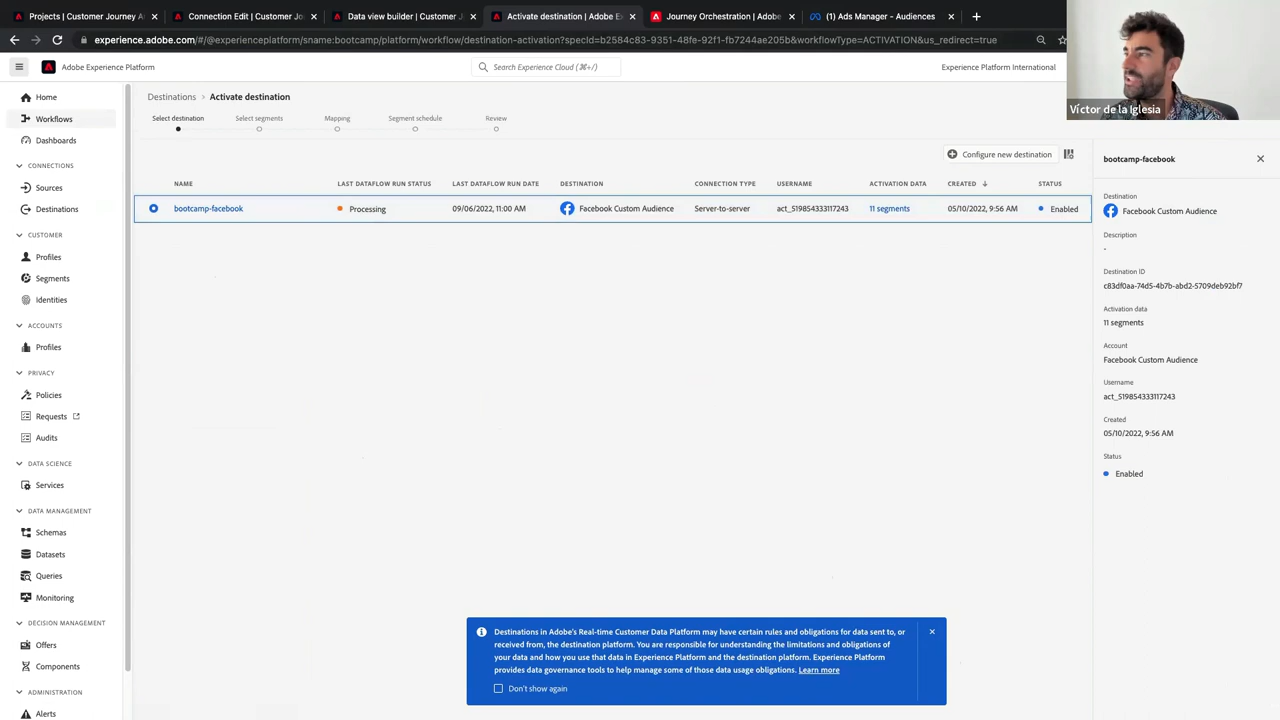 Projects | Customer Journey A
Connection Edit | Customer Jo
Data view builder | Customer J
Activate destination | Adobe Ex
Journey Orchestration | Adobe
(1) Ads Manager - Audiences
experience.adobe.com/#/@experienceplatform/sname:bootcamp/platform/workflow/destination-activation?specId=b2584c83-9351-48fe-92f1-fb7244ae205b&workflowType=ACTIVATION&us_redirect=true
Adobe Experience Platform
Search Experience Cloud (⌘+/)
Experience Platform International
Víctor de la Iglesia
Home
Workflows
Dashboards
CONNECTIONS
Sources
Destinations
CUSTOMER
Profiles
Segments
Identities
ACCOUNTS
Profiles
PRIVACY
Policies
Requests
Audits
DATA SCIENCE
Services
DATA MANAGEMENT
Schemas
Datasets
Queries
Monitoring
DECISION MANAGEMENT
Offers
Components
ADMINISTRATION
Alerts
Destinations > Activate destination
Select destination
Select segments
Mapping
Segment schedule
Review
Configure new destination
NAME LAST DATAFLOW RUN STATUS LAST DATAFLOW RUN DATE DESTINATION CONNECTION TYPE USERNAME ACTIVATION DATA CREATED ↓ STATUS
bootcamp-facebook Processing 09/06/2022, 11:00 AM Facebook Custom Audience Server-to-server act_519854333117243 11 segments 05/10/2022, 9:56 AM Enabled
bootcamp-facebook
Destination
Facebook Custom Audience
Description
-
Destination ID
c83df0aa-74d5-4b7b-abd2-5709deb92bf7
Activation data
11 segments
Account
Facebook Custom Audience
Username
act_519854333117243
Created
05/10/2022, 9:56 AM
Status
Enabled
Destinations in Adobe's Real-time Customer Data Platform may have certain rules and obligations for data sent to, or
received from, the destination platform. You are responsible for understanding the limitations and obligations of
your data and how you use that data in Experience Platform and the destination platform. Experience Platform
provides data governance tools to help manage some of those data usage obligations. Learn more
Don't show again